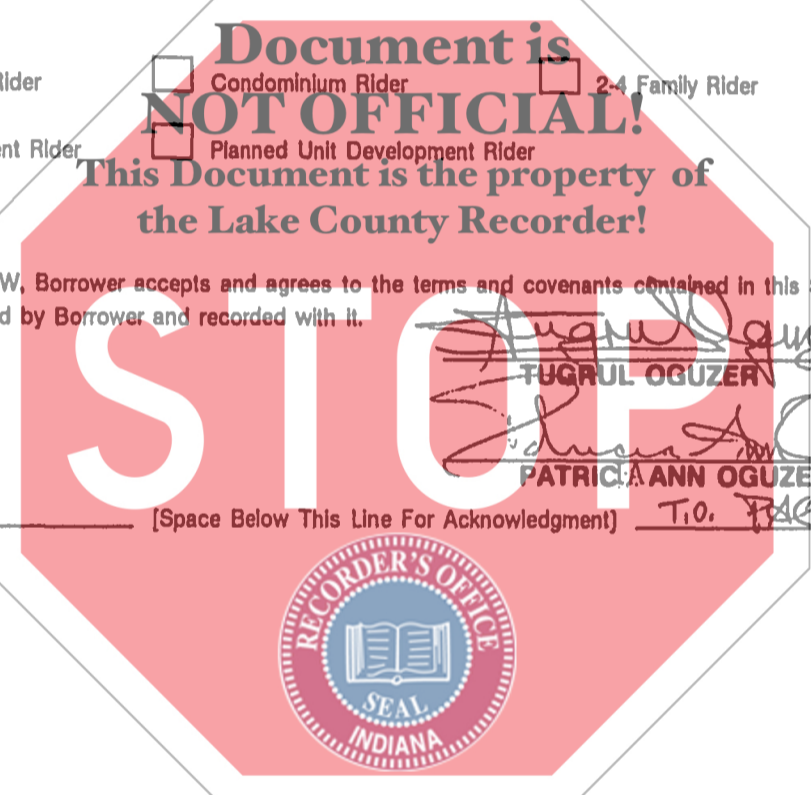 Document is
Rider Condominium Rider 2-4 Family Rider
NOT OFFICIAL!
nt Rider Planned Unit Development Rider
This Document is the property of
the Lake County Recorder!
W, Borrower accepts and agrees to the terms and covenants contained in this
d by Borrower and recorded with it.
STOP
TUGRUL OGUZER
PATRICIA ANN OGUZE
[Space Below This Line For Acknowledgment] T.O.
RECORDER'S OFFICE
SEAL
INDIANA